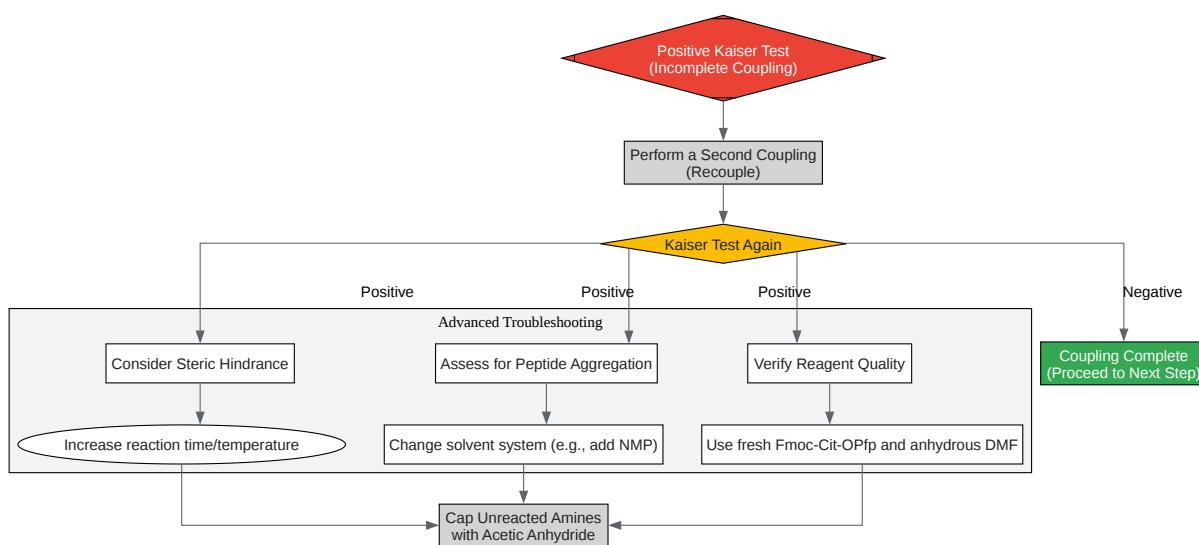 Positive Kaiser Test
(Incomplete Coupling)
Perform a Second Coupling
(Recouple)
Kaiser Test Again
Positive
Positive
Positive
Negative
Advanced Troubleshooting
Consider Steric Hindrance
Assess for Peptide Aggregation
Verify Reagent Quality
Coupling Complete
(Proceed to Next Step)
Increase reaction time/temperature
Change solvent system (e.g., add NMP)
Use fresh Fmoc-Cit-OPfp and anhydrous DMF
Cap Unreacted Amines
with Acetic Anhydride